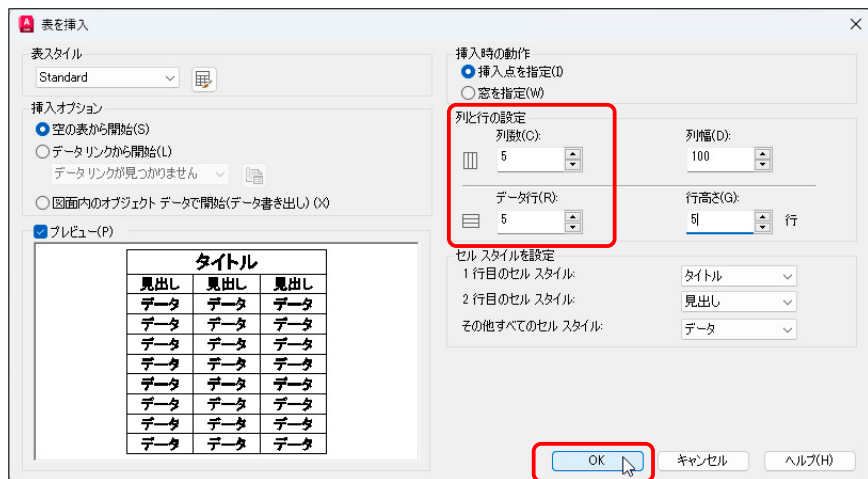 表を挿入
表スタイル
Standard
挿入オプション
空の表から開始(S)
データリンクから開始(L)
データ リンクが見つかりません
図面内のオブジェクト データで開始(データ書き出し) (X)
プレビュー(P)
タイトル
見出し 見出し 見出し
データ データ データ
データ データ データ
データ データ データ
データ データ データ
データ データ データ
データ データ データ
データ データ データ
データ データ データ
挿入時の動作
挿入点を指定(I)
窓を指定(W)
列と行の設定
列数(C): 列幅(D):
5 100
データ行(R): 行高さ(G):
5 5 行
セル スタイルを設定
1 行目のセル スタイル: タイトル
2 行目のセル スタイル: 見出し
その他すべてのセル スタイル: データ
OK キャンセル ヘルプ(H)